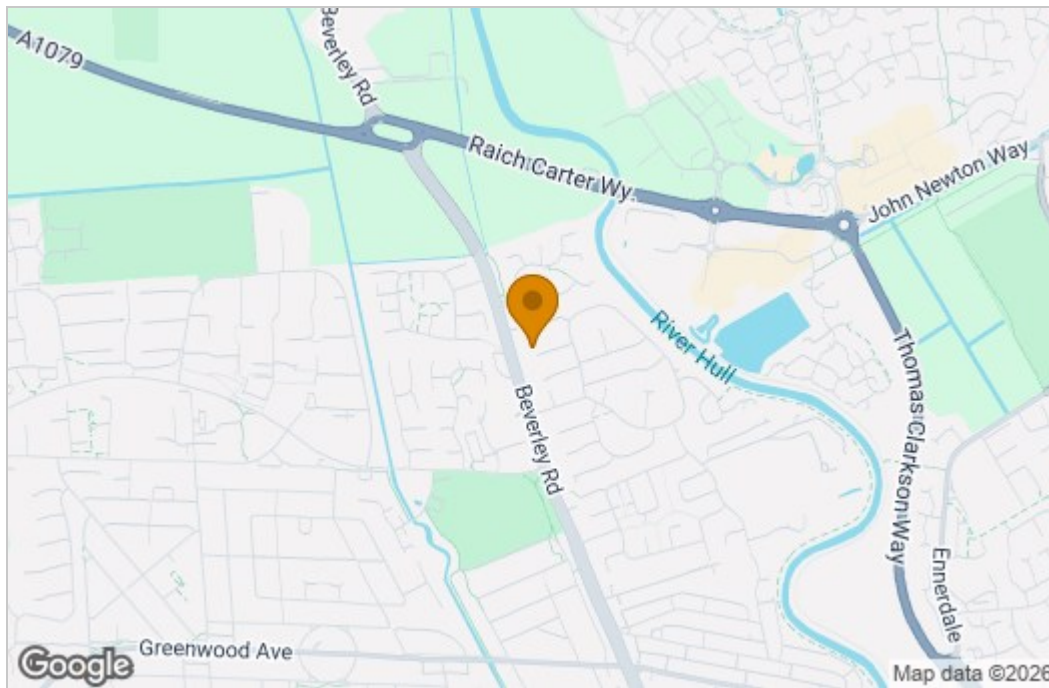 Beverley Rd
A1079
Raich Carter Wy.
John Newton Way
River Hull
Beverley Rd
Thomas Clarkson Way
Ennerdale
Greenwood Ave
Google
Map data ©2026